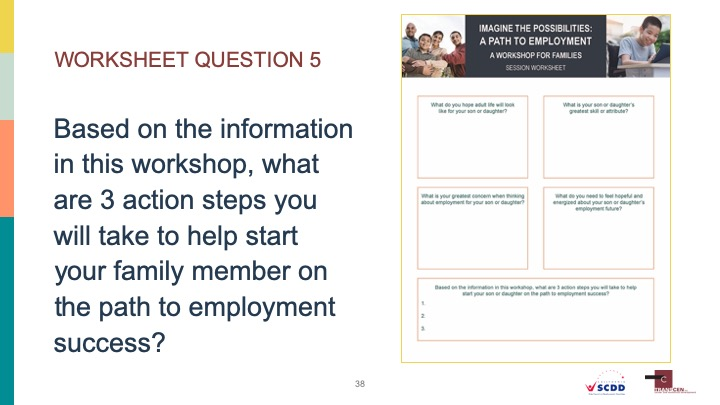 WORKSHEET QUESTION 5
Based on the information
in this workshop, what
are 3 action steps you
will take to help start
your family member on
the path to employment
success?
IMAGINE THE POSSIBILITIES:
A PATH TO EMPLOYMENT
A WORKSHOP FOR FAMILIES
SESSION WORKSHEET
What do you hope adult life will look
like for your son or daughter?
What is your son or daughter's
greatest skill or attribute?
What is your greatest concern when thinking
about employment for your son or daughter?
What do you need to feel hopeful and
energized about your son or daughter's
employment future?
Based on the information in this workshop, what are 3 action steps you will take to help
start your son or daughter on the path to employment success?
1.
2.
3.
38
SCDD